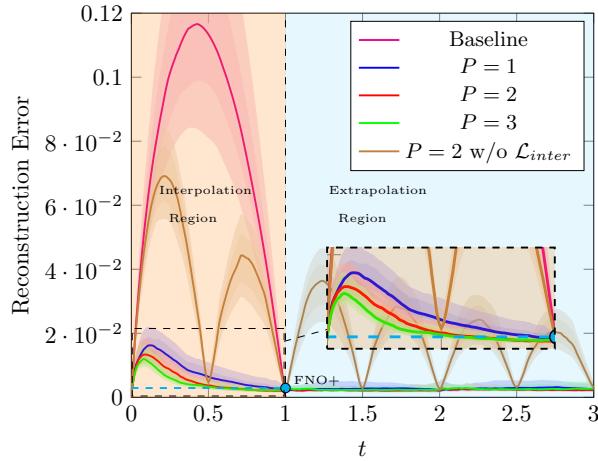 0.12
0.1
8 · 10⁻²
6 · 10⁻²
4 · 10⁻²
2 · 10⁻²
0
Reconstruction Error
Baseline
P = 1
P = 2
P = 3
P = 2 w/o ℒ_inter
Interpolation
Region
Extrapolation
Region
FNO+
0 0.5 1 1.5 2 2.5 3
t